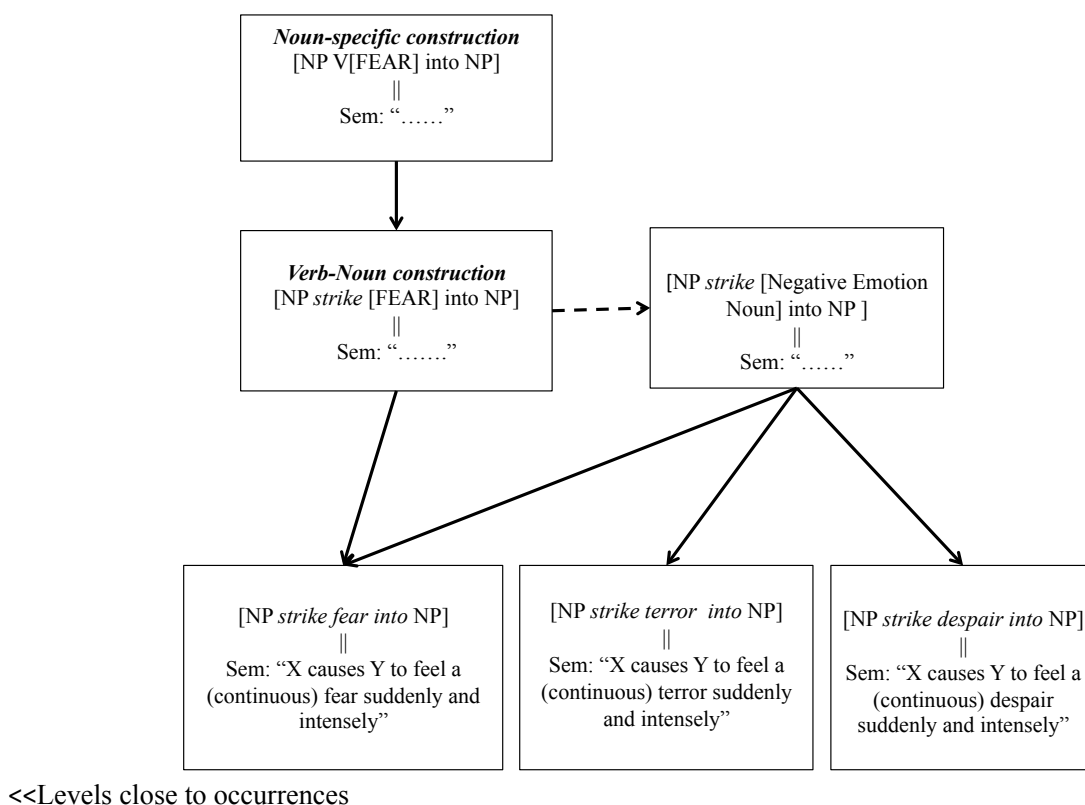 Noun-specific construction
[NP V[FEAR] into NP]
||
Sem: “……”
Verb-Noun construction
[NP strike [FEAR] into NP]
||
Sem: “…….”
[NP strike [Negative Emotion
Noun] into NP ]
||
Sem: “……”
[NP strike fear into NP]
||
Sem: “X causes Y to feel a
(continuous) fear suddenly and
intensely”
[NP strike terror into NP]
||
Sem: “X causes Y to feel a
(continuous) terror suddenly
and intensely”
[NP strike despair into NP]
||
Sem: “X causes Y to feel a
(continuous) despair
suddenly and intensely”
<<Levels close to occurrences